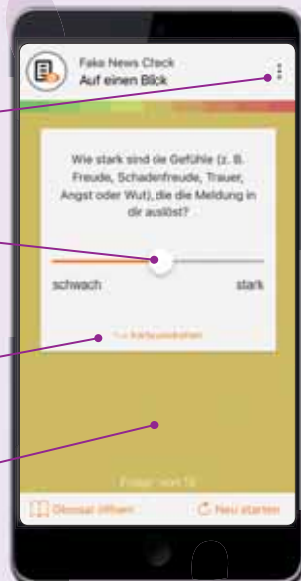 Fake News Check
Auf einen Blick
Wie stark sind die Gefühle (z. B.
Freude, Schadenfreude, Trauer,
Angst oder Wut), die die Meldung in
dir auslöst?
schwach stark
Glossar öffnen Neu starten